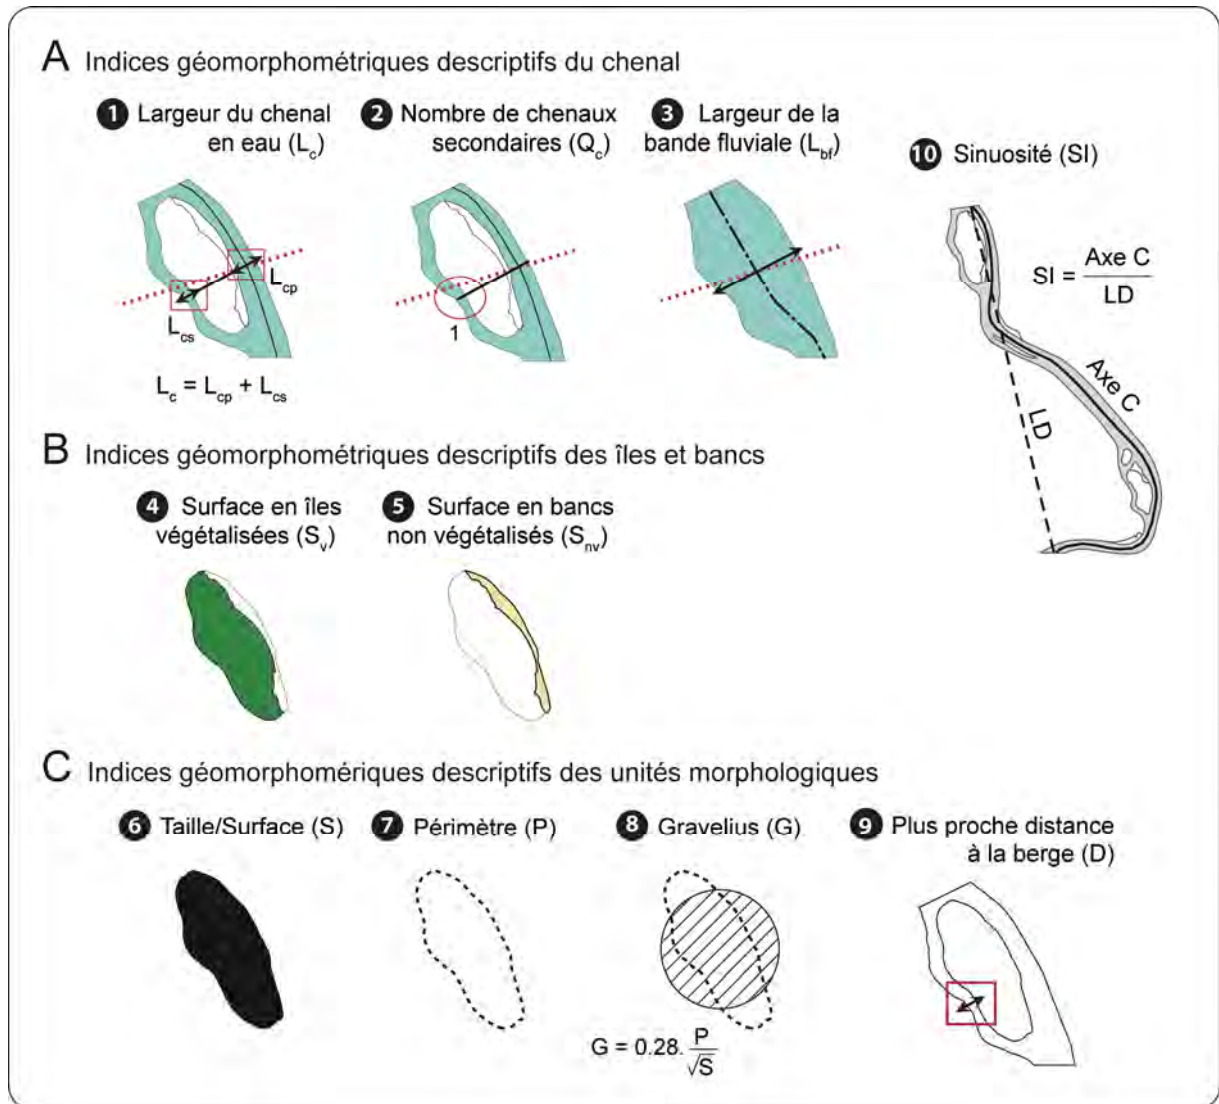 A Indices géomorphométriques descriptifs du chenal
1 Largeur du chenal
en eau (Lc)
2 Nombre de chenaux
secondaires (Qc)
3 Largeur de la
bande fluviale (Lbf)
10 Sinuosité (SI)
Lcp
Lcs
1
Lc = Lcp + Lcs
SI = Axe C / LD
Axe C
LD
B Indices géomorphométriques descriptifs des îles et bancs
4 Surface en îles
végétalisées (Sv)
5 Surface en bancs
non végétalisés (Snv)
C Indices géomorphomériques descriptifs des unités morphologiques
6 Taille/Surface (S)
7 Périmètre (P)
8 Gravelius (G)
9 Plus proche distance
à la berge (D)
G = 0.28. P / √S